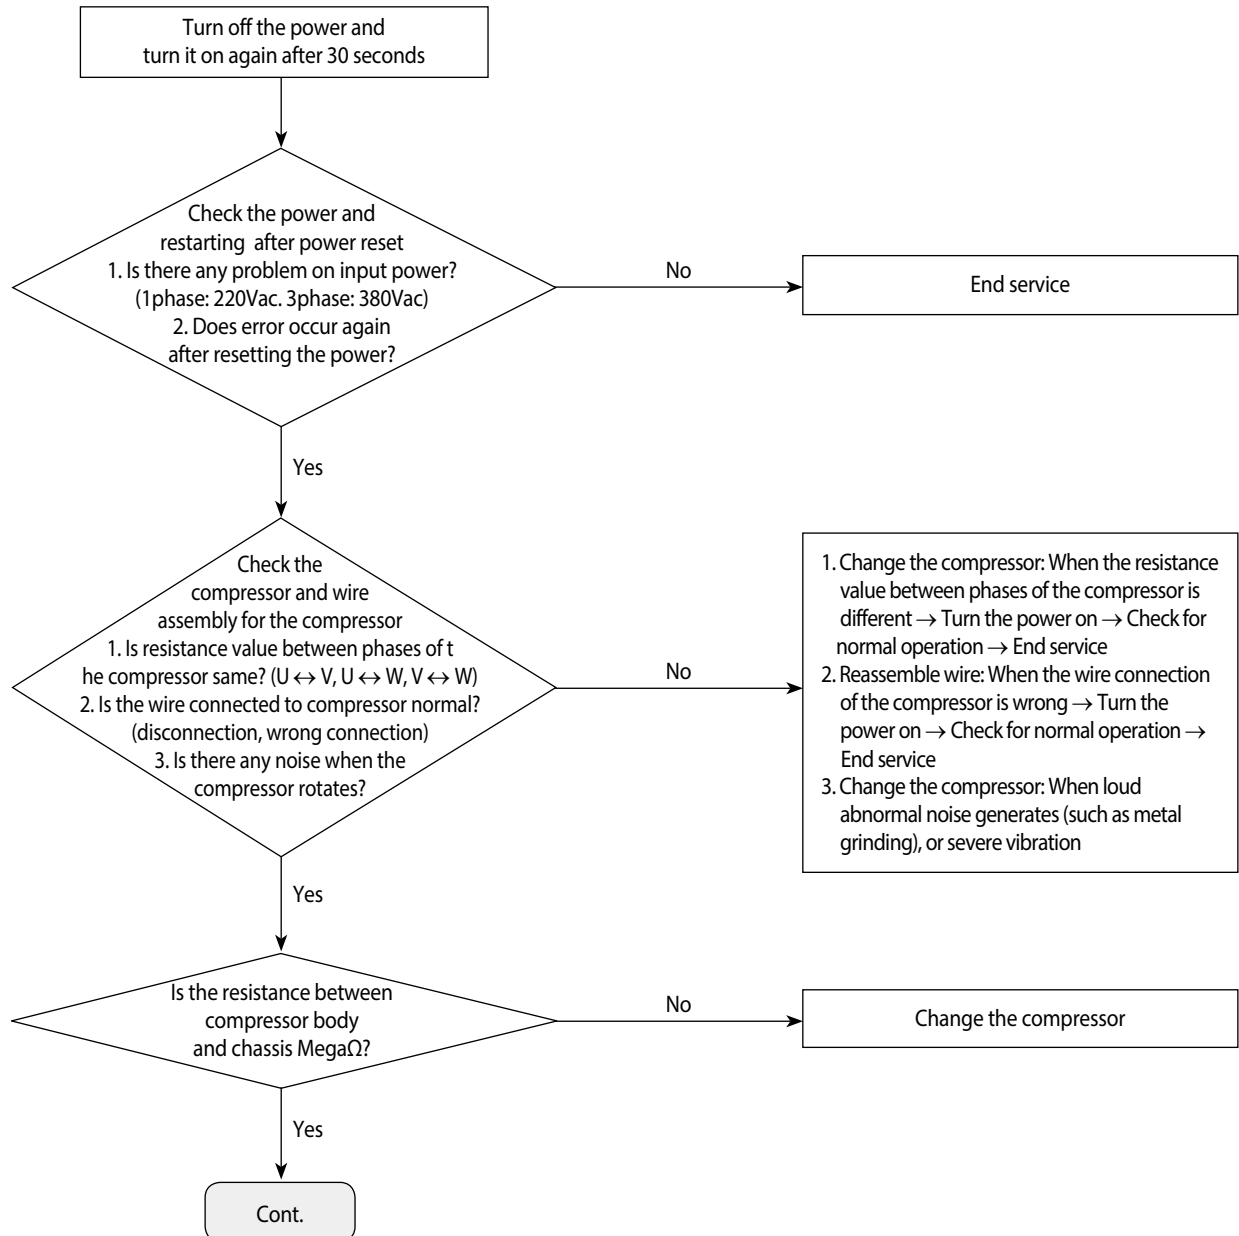 Turn off the power and
turn it on again after 30 seconds
Check the power and
restarting after power reset
1. Is there any problem on input power?
(1phase: 220Vac. 3phase: 380Vac)
2. Does error occur again
after resetting the power?
No
End service
Yes
Check the
compressor and wire
assembly for the compressor
1. Is resistance value between phases of t
he compressor same? (U ↔ V, U ↔ W, V ↔ W)
2. Is the wire connected to compressor normal?
(disconnection, wrong connection)
3. Is there any noise when the
compressor rotates?
No
1. Change the compressor: When the resistance
value between phases of the compressor is
different → Turn the power on → Check for
normal operation → End service
2. Reassemble wire: When the wire connection
of the compressor is wrong → Turn the
power on → Check for normal operation →
End service
3. Change the compressor: When loud
abnormal noise generates (such as metal
grinding), or severe vibration
Yes
Is the resistance between
compressor body
and chassis MegaΩ?
No
Change the compressor
Yes
Cont.